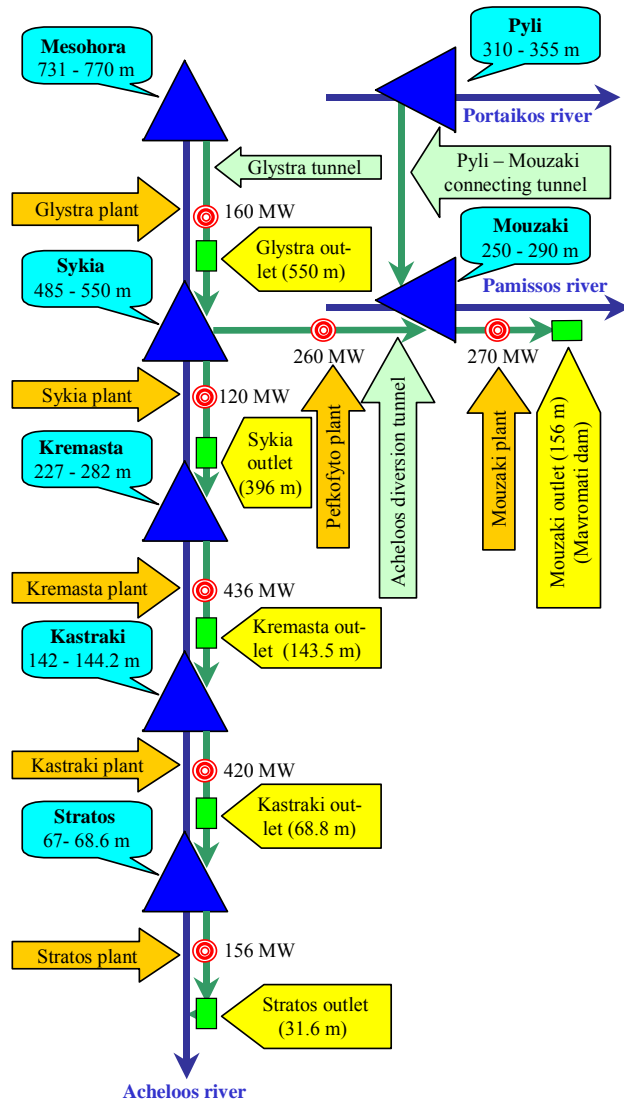 Mesohora
731 - 770 m
Pyli
310 - 355 m
Portaikos river
Glystra tunnel
Pyli – Mouzaki
connecting tunnel
Glystra plant
160 MW
Mouzaki
250 - 290 m
Glystra out-
let (550 m)
Sykia
485 - 550 m
Pamissos river
260 MW
270 MW
Sykia plant
120 MW
Sykia
outlet
(396 m)
Pefkofyto plant
Acheloos diversion tunnel
Mouzaki plant
Mouzaki outlet (156 m)
(Mavromati dam)
Kremasta
227 - 282 m
Kremasta plant
436 MW
Kremasta out-
let  (143.5 m)
Kastraki
142 - 144.2 m
Kastraki plant
420 MW
Kastraki out-
let (68.8 m)
Stratos
67- 68.6 m
Stratos plant
156 MW
Stratos outlet
(31.6 m)
Acheloos river